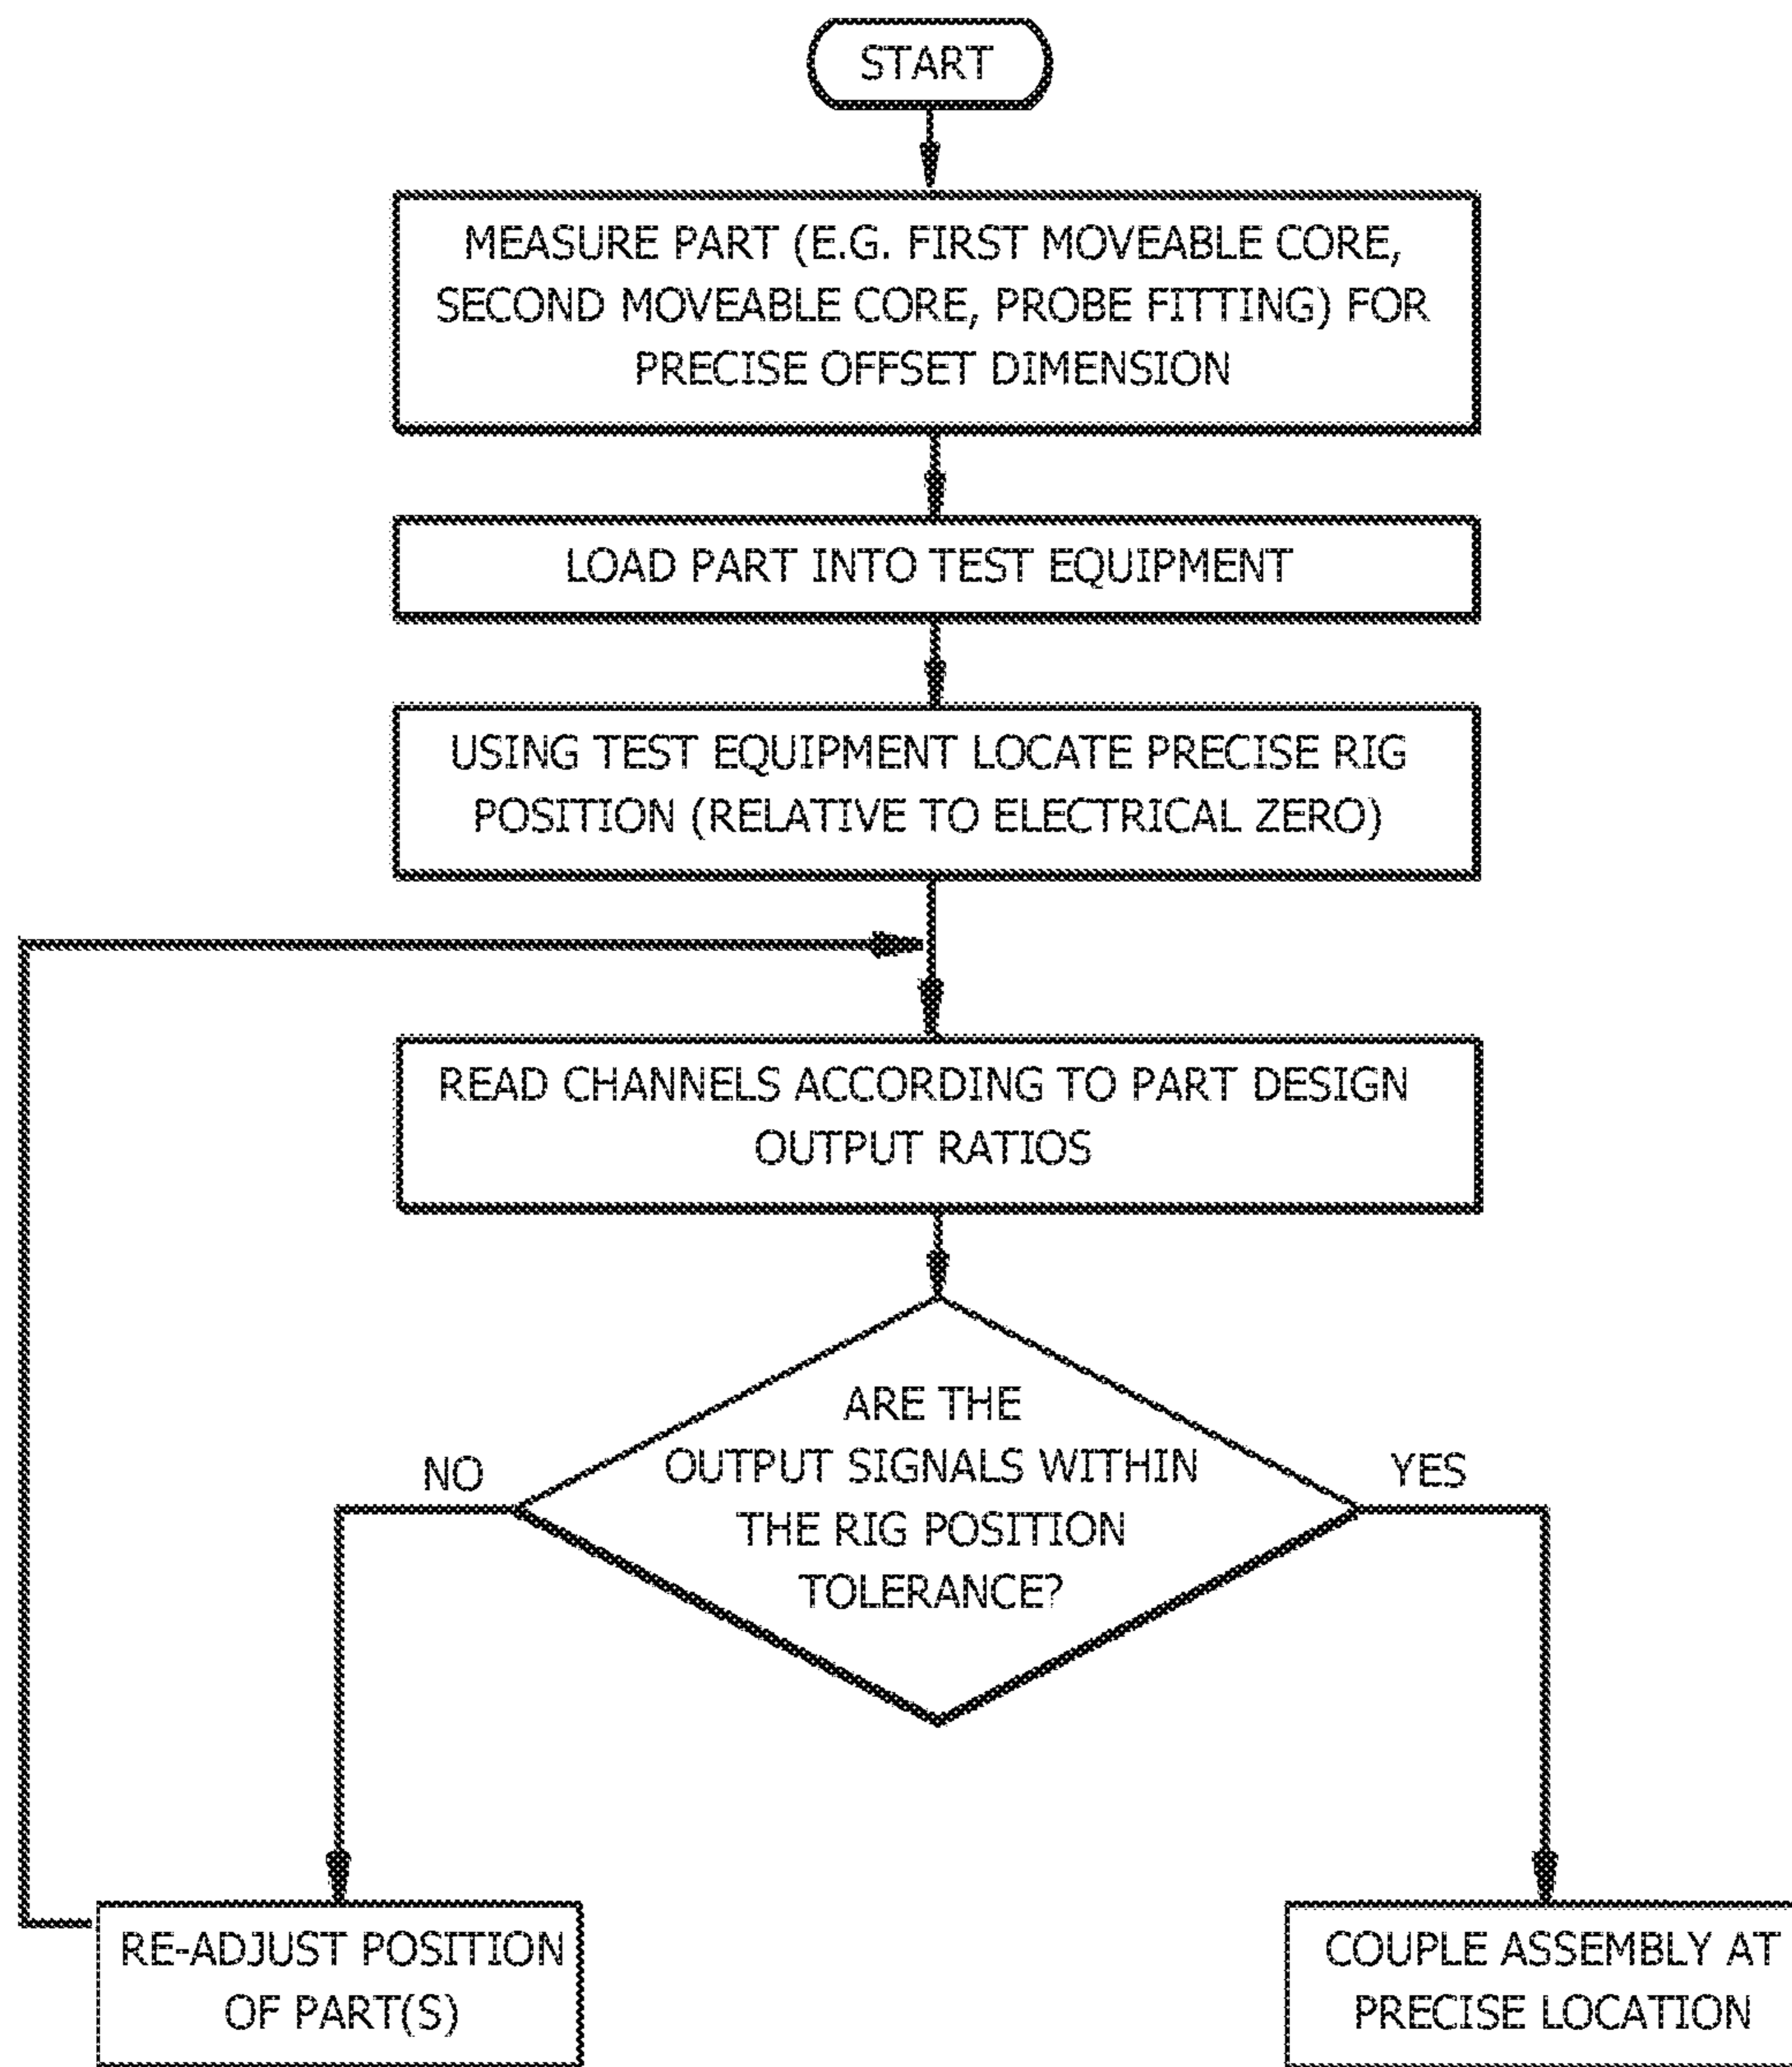 START
MEASURE PART (E.G. FIRST MOVEABLE CORE,
SECOND MOVEABLE CORE, PROBE FITTING) FOR
PRECISE OFFSET DIMENSION
LOAD PART INTO TEST EQUIPMENT
USING TEST EQUIPMENT LOCATE PRECISE RIG
POSITION (RELATIVE TO ELECTRICAL ZERO)
READ CHANNELS ACCORDING TO PART DESIGN
OUTPUT RATIOS
ARE THE
OUTPUT SIGNALS WITHIN
THE RIG POSITION
TOLERANCE?
NO
YES
RE-ADJUST POSITION
OF PART(S)
COUPLE ASSEMBLY AT
PRECISE LOCATION